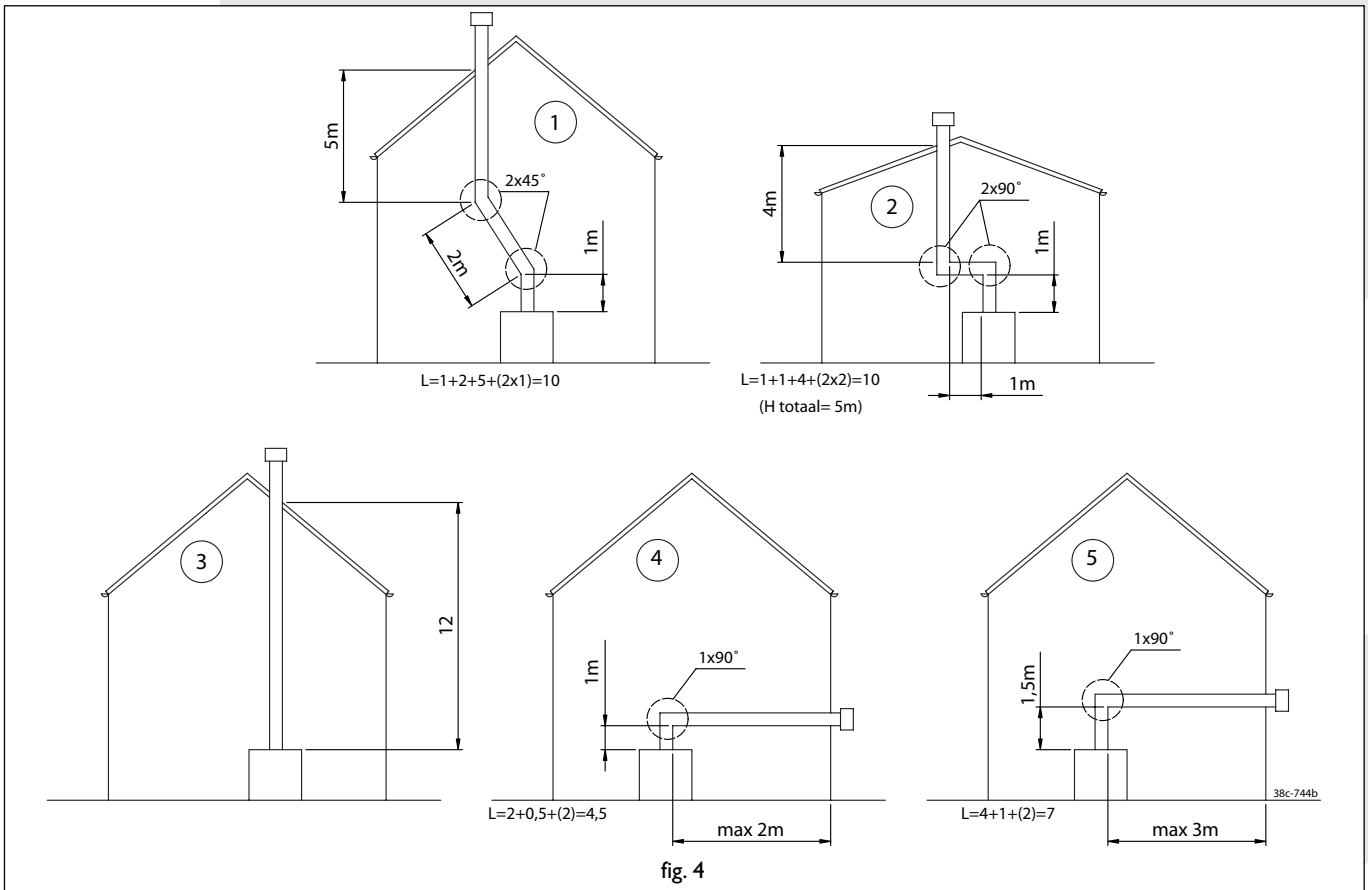 1
5m
2x45°
2m
1m
L=1+2+5+(2x1)=10
2
4m
2x90°
1m
L=1+1+4+(2x2)=10
(H totaal= 5m)
1m
3
12
4
1x90°
1m
L=2+0,5+(2)=4,5
max 2m
5
1x90°
1,5m
38c-744b
L=4+1+(2)=7
max 3m
fig. 4